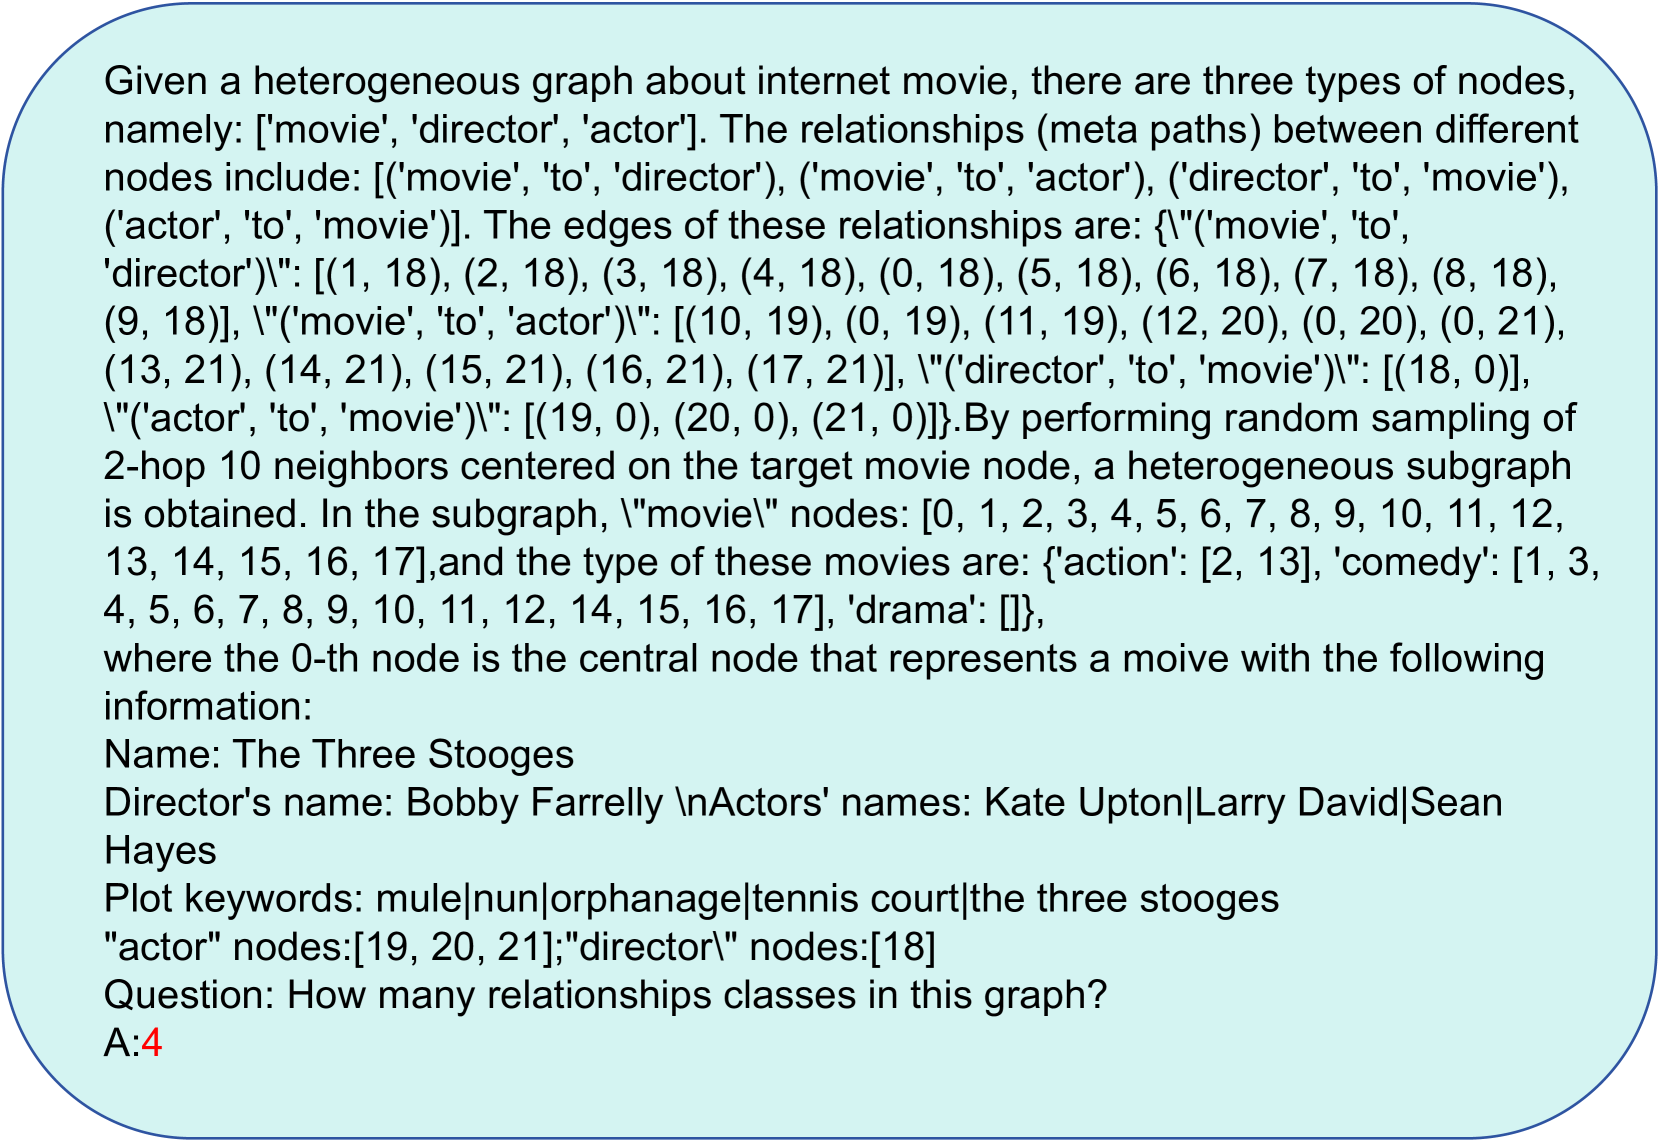 Given a heterogeneous graph about internet movie, there are three types of nodes,
namely: ['movie', 'director', 'actor']. The relationships (meta paths) between different
nodes include: [('movie', 'to', 'director'), ('movie', 'to', 'actor'), ('director', 'to', 'movie'),
('actor', 'to', 'movie')]. The edges of these relationships are: {\"('movie', 'to',
'director')\": [(1, 18), (2, 18), (3, 18), (4, 18), (0, 18), (5, 18), (6, 18), (7, 18), (8, 18),
(9, 18)], \"('movie', 'to', 'actor')\": [(10, 19), (0, 19), (11, 19), (12, 20), (0, 20), (0, 21),
(13, 21), (14, 21), (15, 21), (16, 21), (17, 21)], \"('director', 'to', 'movie')\": [(18, 0)],
\"('actor', 'to', 'movie')\": [(19, 0), (20, 0), (21, 0)]}.By performing random sampling of
2-hop 10 neighbors centered on the target movie node, a heterogeneous subgraph
is obtained. In the subgraph, \"movie\" nodes: [0, 1, 2, 3, 4, 5, 6, 7, 8, 9, 10, 11, 12,
13, 14, 15, 16, 17],and the type of these movies are: {'action': [2, 13], 'comedy': [1, 3,
4, 5, 6, 7, 8, 9, 10, 11, 12, 14, 15, 16, 17], 'drama': []},
where the 0-th node is the central node that represents a moive with the following
information:
Name: The Three Stooges
Director's name: Bobby Farrelly \nActors' names: Kate Upton|Larry David|Sean
Hayes
Plot keywords: mule|nun|orphanage|tennis court|the three stooges
"actor" nodes:[19, 20, 21];"director\" nodes:[18]
Question: How many relationships classes in this graph?
A:4